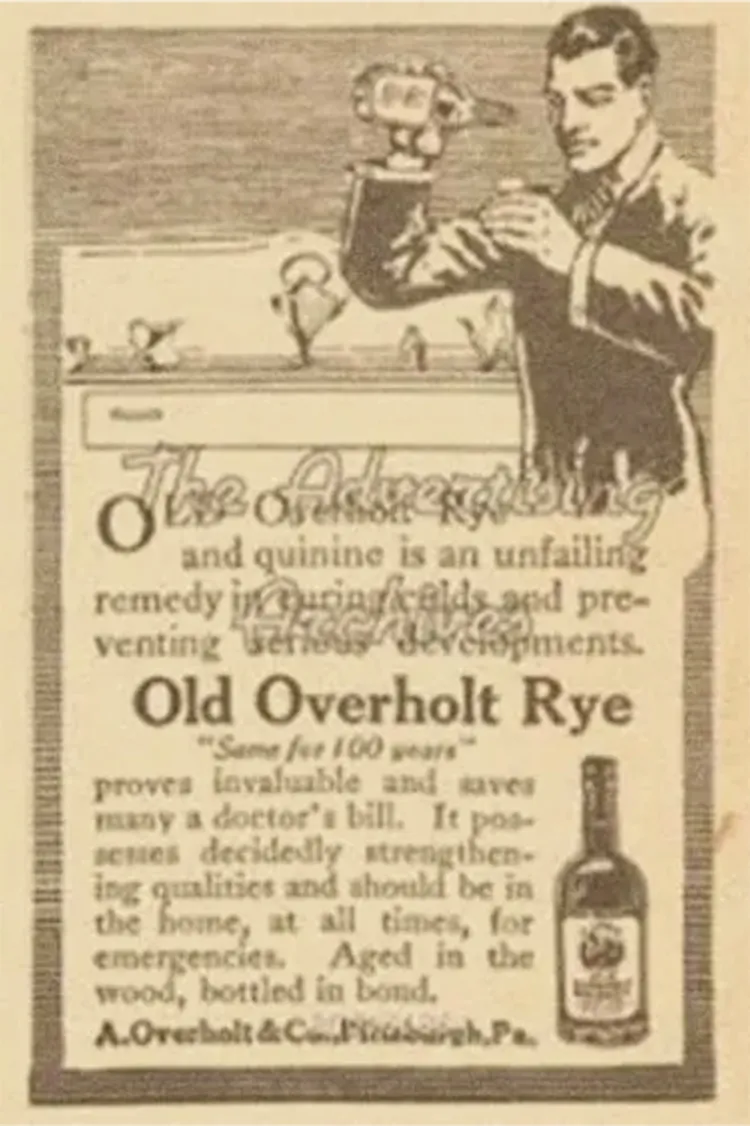 OLD Overholt Rye
and quinine is an unfailing
remedy in curing colds and pre-
venting serious developments.
Old Overholt Rye
"Same for 100 years"
proves invaluable and saves
many a doctor's bill. It pos-
sesses decidedly strengthen-
ing qualities and should be in
the home, at all times, for
emergencies. Aged in the
wood, bottled in bond.
A. Overholt & Co., Pittsburgh, Pa.
The Advertising
Archives